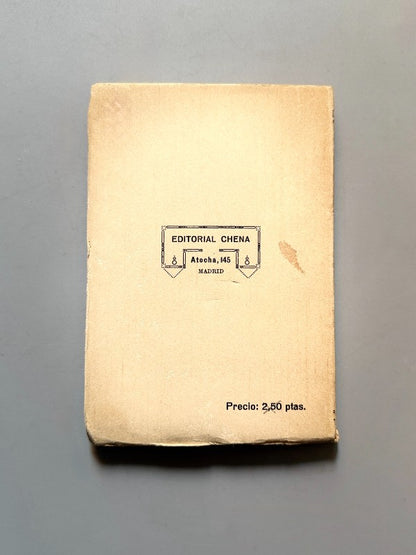 EDITORIAL CHENA
Atocha, 145
MADRID
Precio: 2,50 ptas.